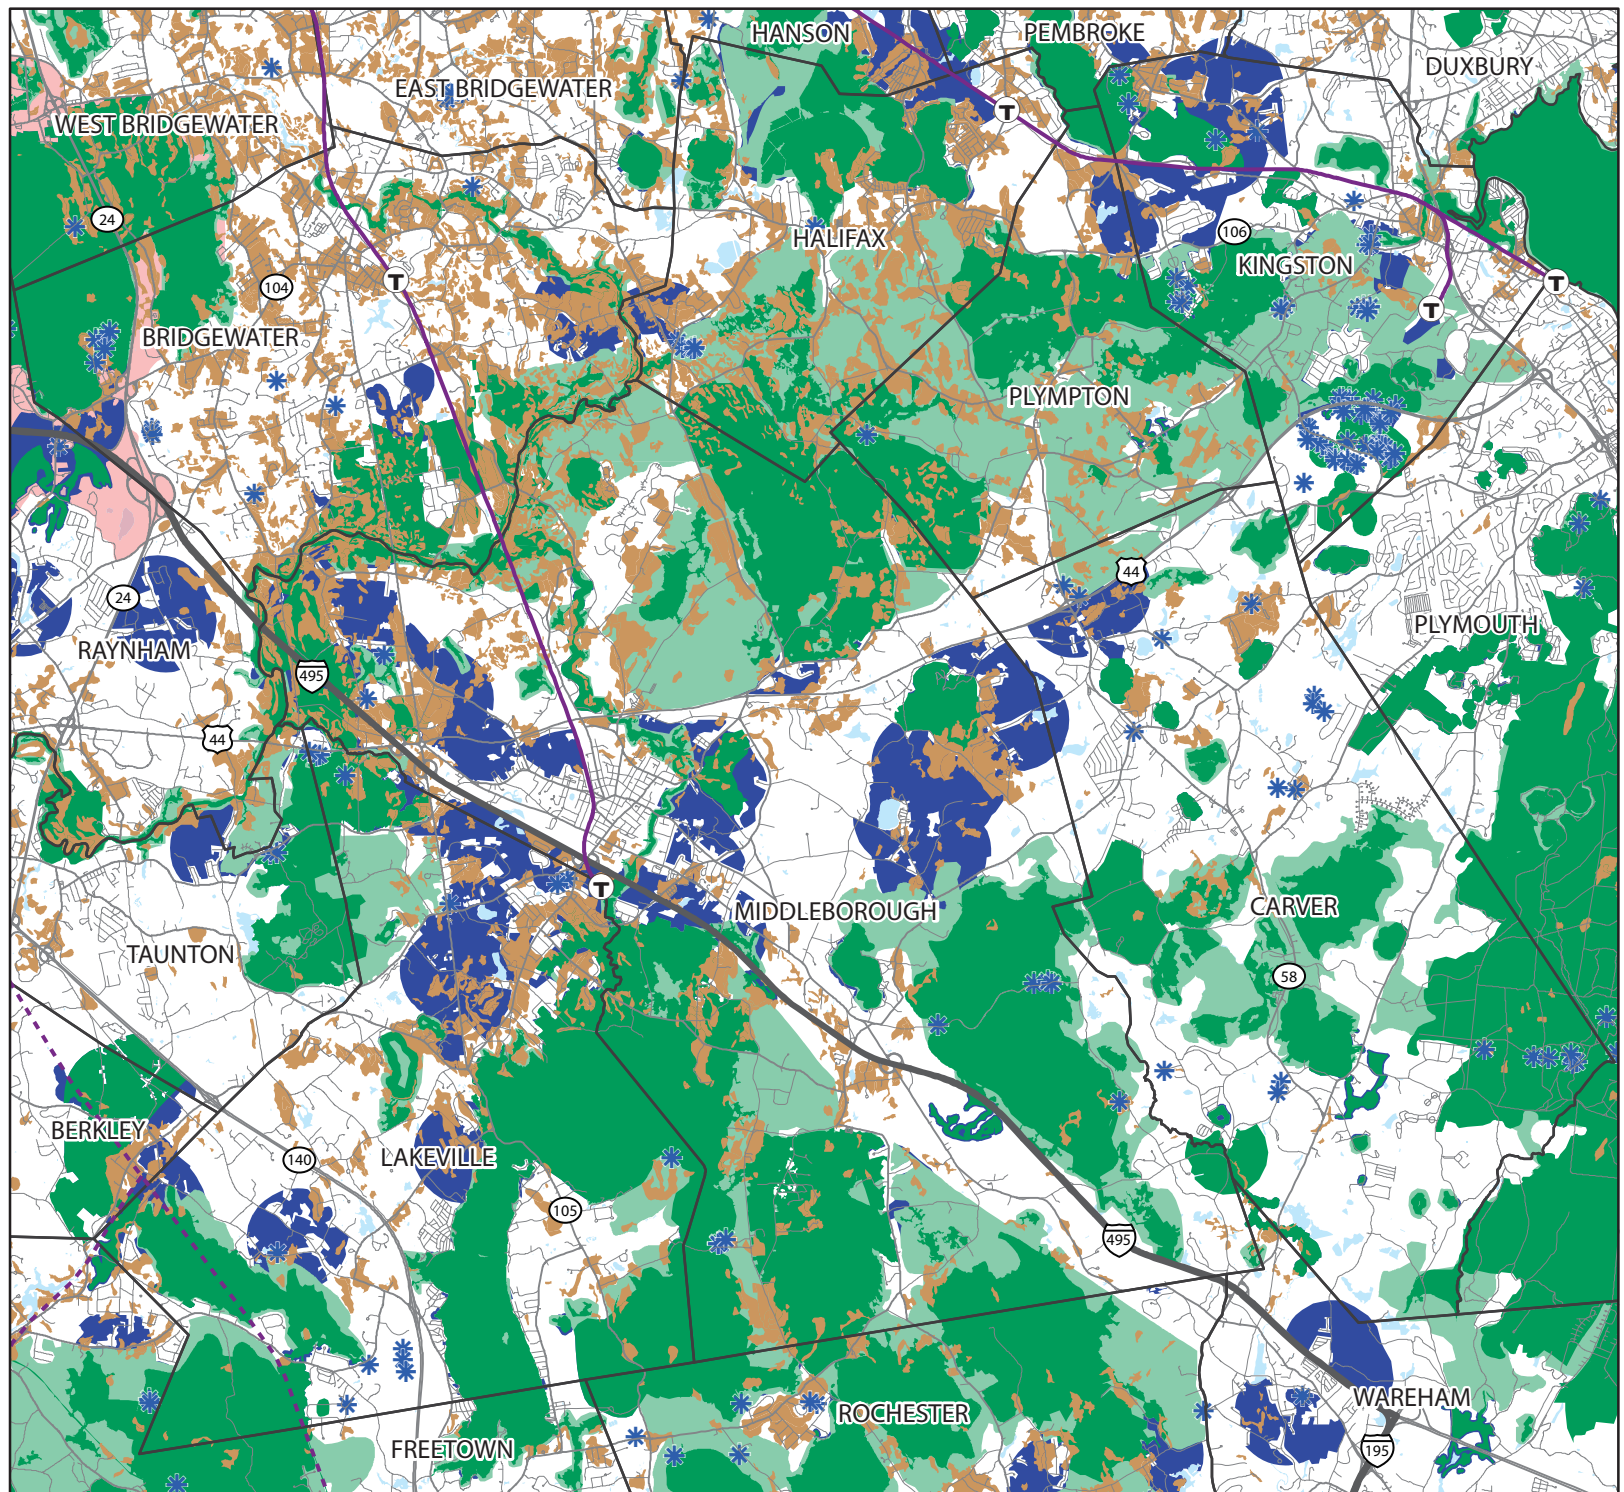 HANSON
PEMBROKE
DUXBURY
EAST BRIDGEWATER
WEST BRIDGEWATER
T
24
106
HALIFAX
KINGSTON
T
T
104
T
BRIDGEWATER
PLYMPTON
44
24
PLYMOUTH
RAYNHAM
495
44
T
MIDDLEBOROUGH
CARVER
TAUNTON
58
BERKLEY
140
LAKEVILLE
105
495
WAREHAM
ROCHESTER
FREETOWN
195